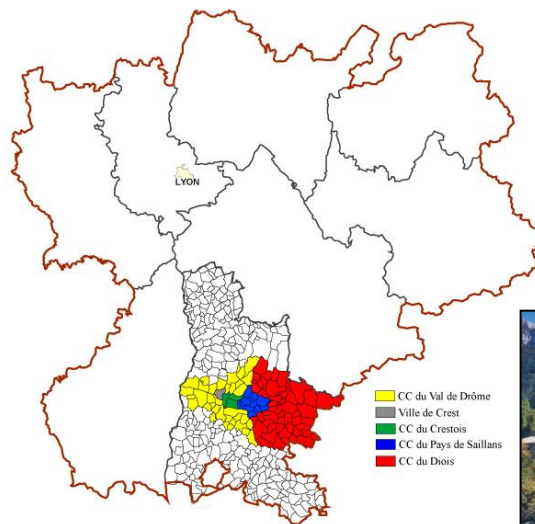 LYON
CC du Val de Drôme
Ville de Crest
CC du Crestois
CC du Pays de Saillans
CC du Diois